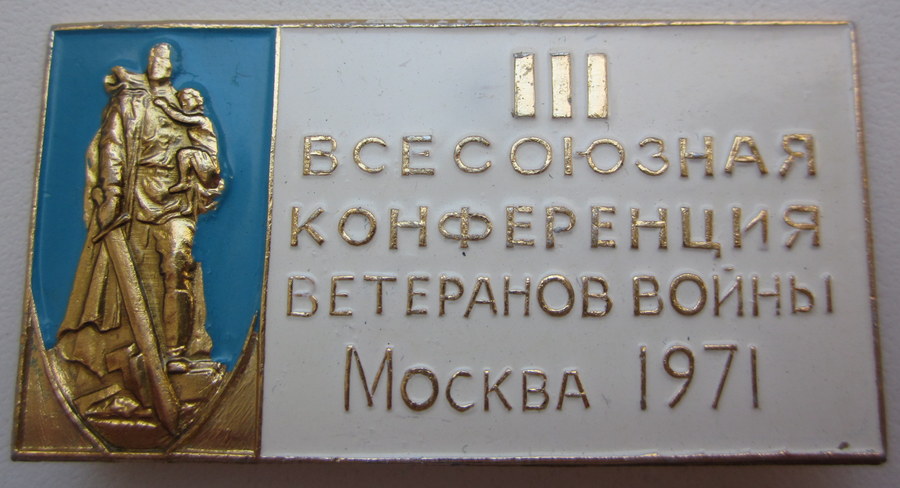 III
ВСЕСОЮЗНАЯ
КОНФЕРЕНЦИЯ
ВЕТЕРАНОВ ВОЙНЫ
МОСКВА 1971